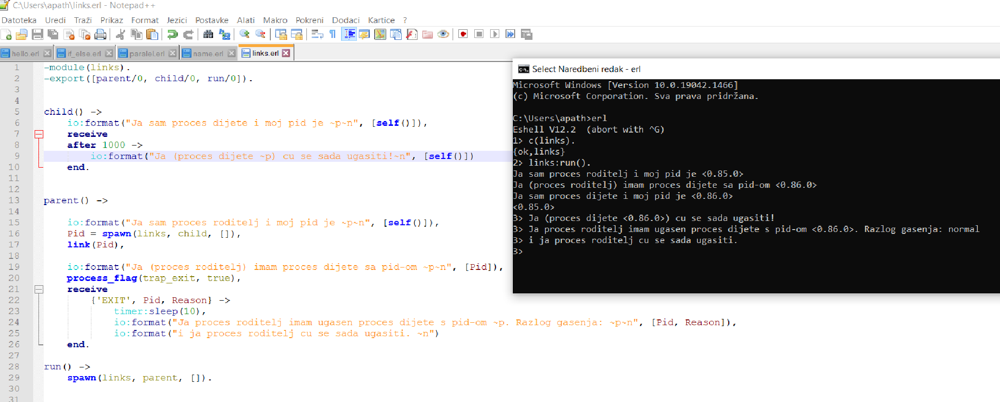 C:\Users\apath\links.erl - Notepad++
Datoteka Uredi Traži Prikaz Format Jezici Postavke Alati Makro Pokreni Dodaci Kartice ?
hello.erl if_else.erl paralel.erl name.erl links.erl
1 -module(links).
2 -export([parent/0, child/0, run/0]).
3
4
5 child() ->
6 io:format("Ja sam proces dijete i moj pid je ~p~n", [self()]),
7 receive
8 after 1000 ->
9 io:format("Ja (proces dijete ~p) cu se sada ugasiti!~n", [self()])
10 end.
11
12
13 parent() ->
14
15 io:format("Ja sam proces roditelj i moj pid je ~p~n", [self()]),
16 Pid = spawn(links, child, []),
17 link(Pid),
18
19 io:format("Ja (proces roditelj) imam proces dijete sa pid-om ~p~n", [Pid]),
20 process_flag(trap_exit, true),
21 receive
22 {'EXIT', Pid, Reason} ->
23 timer:sleep(10),
24 io:format("Ja proces roditelj imam ugasen proces dijete s pid-om ~p. Razlog gasenja: ~p~n", [Pid, Reason]),
25 io:format("i ja proces roditelj cu se sada ugasiti. ~n")
26 end.
27
28 run() ->
29 spawn(links, parent, []).
30
31
Select Naredbeni redak - erl
Microsoft Windows [Version 10.0.19042.1466]
(c) Microsoft Corporation. Sva prava pridržana.
C:\Users\apath>erl
Eshell V12.2 (abort with ^G)
1> c(links).
{ok,links}
2> links:run().
Ja sam proces roditelj i moj pid je <0.85.0>
Ja (proces roditelj) imam proces dijete sa pid-om <0.86.0>
Ja sam proces dijete i moj pid je <0.86.0>
<0.85.0>
3> Ja (proces dijete <0.86.0>) cu se sada ugasiti!
3> Ja proces roditelj imam ugasen proces dijete s pid-om <0.86.0>. Razlog gasenja: normal
3> i ja proces roditelj cu se sada ugasiti.
3>